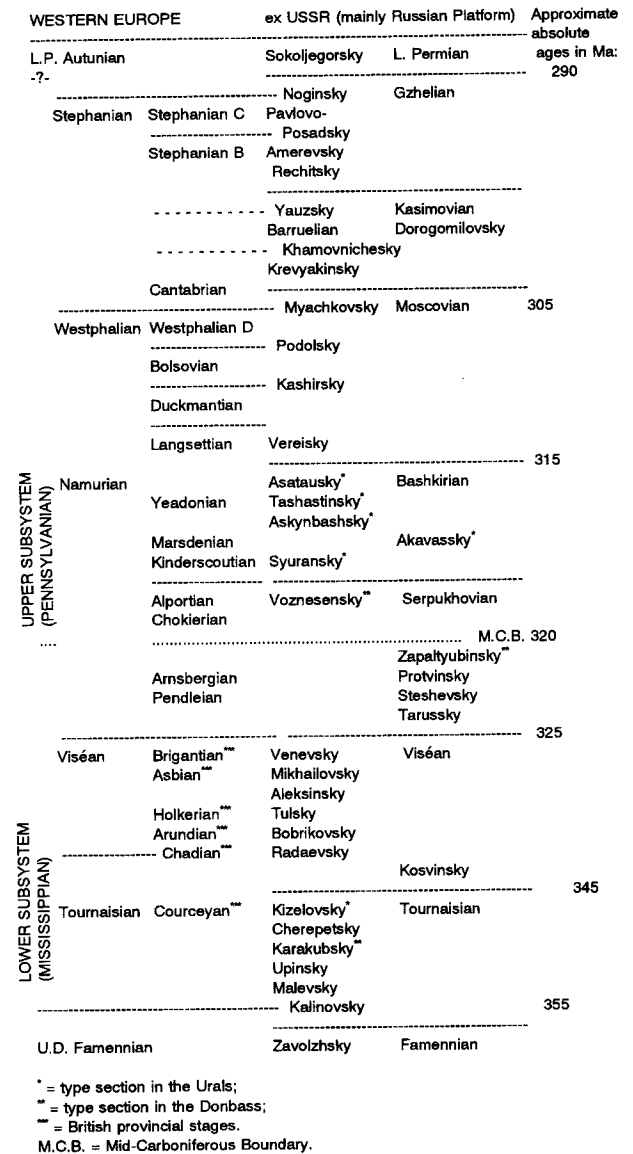 WESTERN EUROPE ex USSR (mainly Russian Platform) Approximate
absolute
L.P. Autunian Sokoljegorsky L. Permian ages in Ma:
-?- 290
Noginsky Gzhelian
Stephanian Stephanian C Pavlovo-
Posadsky
Stephanian B Amerevsky
Rechitsky
Yauzsky Kasimovian
Barruelian Dorogomilovsky
Khamovnichesky
Krevyakinsky
Cantabrian
Myachkovsky Moscovian 305
Westphalian Westphalian D
Podolsky
Bolsovian
Kashirsky
Duckmantian
Langsettian Vereisky
315
Namurian Asatausky* Bashkirian
Yeadonian Tashastinsky*
Askynbashsky*
Marsdenian Akavassky*
Kinderscoutian Syuransky*
Alportian Voznesensky** Serpukhovian
Chokierian
.... M.C.B. 320
Zapaltyubinsky**
Arnsbergian Protvinsky
Pendleian Steshevsky
Tarussky
325
Viséan Brigantian*** Venevsky Viséan
Asbian*** Mikhailovsky
Aleksinsky
Holkerian*** Tulsky
Arundian*** Bobrikovsky
Chadian*** Radaevsky
Kosvinsky
345
Tournaisian Courceyan*** Kizelovsky* Tournaisian
Cherepetsky
Karakubsky**
Upinsky
Malevsky
Kalinovsky 355
U.D. Famennian Zavolzhsky Famennian
UPPER SUBSYSTEM
(PENNSYLVANIAN)
LOWER SUBSYSTEM
(MISSISSIPPIAN)
* = type section in the Urals;
** = type section in the Donbass;
*** = British provincial stages.
M.C.B. = Mid-Carboniferous Boundary.